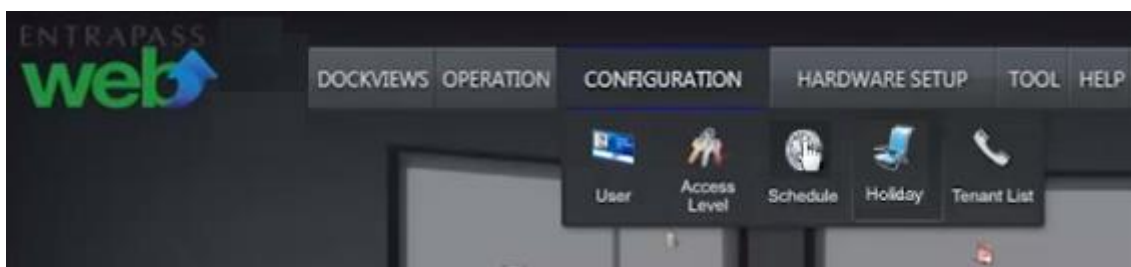 ENTRAPASS
web
DOCKVIEWS OPERATION CONFIGURATION HARDWARE SETUP TOOL HELP
User Access Level Schedule Holiday Tenant List